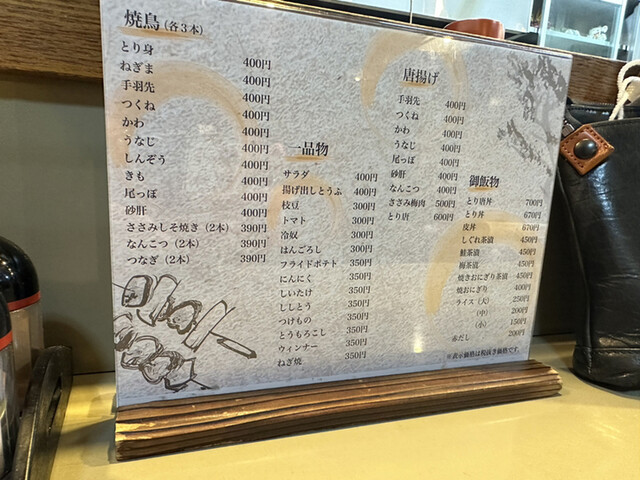 焼鳥(各3本)
とり身 400円
ねぎま 400円
手羽先 400円
つくね 400円
かわ 400円
うなじ 400円
しんぞう 400円
きも 400円
尾っぽ 400円
砂肝 400円
ささみしそ焼き(2本) 390円
なんこつ(2本) 390円
つなぎ(2本) 390円
一品物
サラダ 400円
揚げ出しとうふ 400円
枝豆 300円
トマト 300円
冷奴 300円
はんごろし 300円
フライドポテト 350円
にんにく 350円
しいたけ 350円
ししとう 350円
つけもの 350円
とうもろこし 350円
ウィンナー 350円
ねぎ焼 350円
唐揚げ
手羽先 400円
つくね 400円
かわ 400円
うなじ 400円
尾っぽ 400円
砂肝 400円
なんこつ 400円
ささみ梅肉 500円
とり唐 600円
御飯物
とり唐丼 700円
とり丼 670円
皮丼 670円
しぐれ茶漬 450円
鮭茶漬 450円
梅茶漬 450円
焼きおにぎり茶漬 450円
焼おにぎり 400円
ライス(大) 250円
(中) 200円
(小) 150円
赤だし 200円
※表示価格は税抜き価格です。